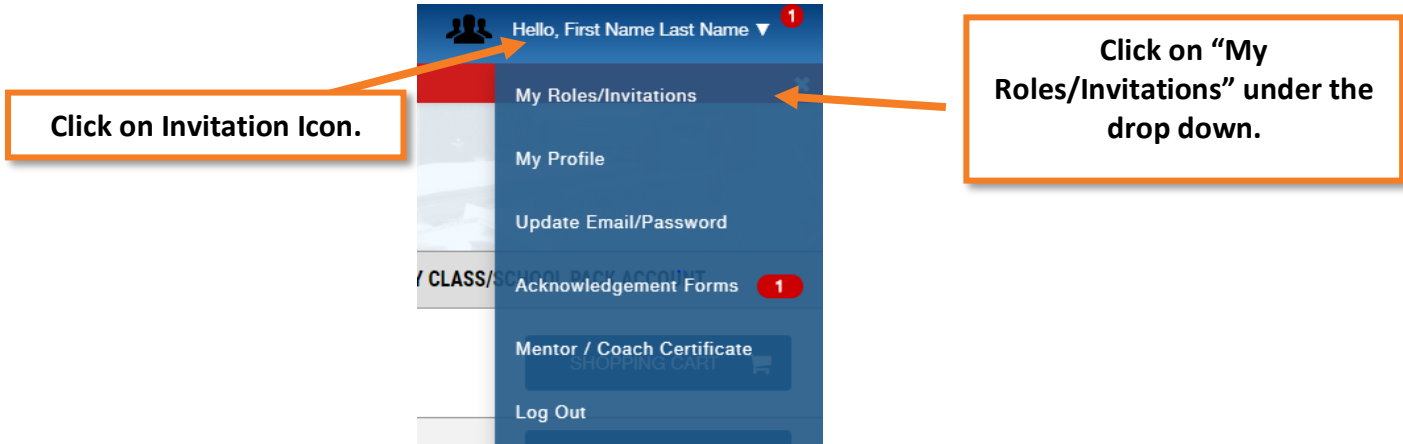 Hello, First Name Last Name ▼ 1
Click on Invitation Icon.
Click on “My
Roles/Invitations” under the
drop down.
My Roles/Invitations
My Profile
Update Email/Password
Y CLASS/SCHOOL PACK ACCOUNT
Acknowledgement Forms 1
Mentor / Coach Certificate
SHOPPING CART
Log Out